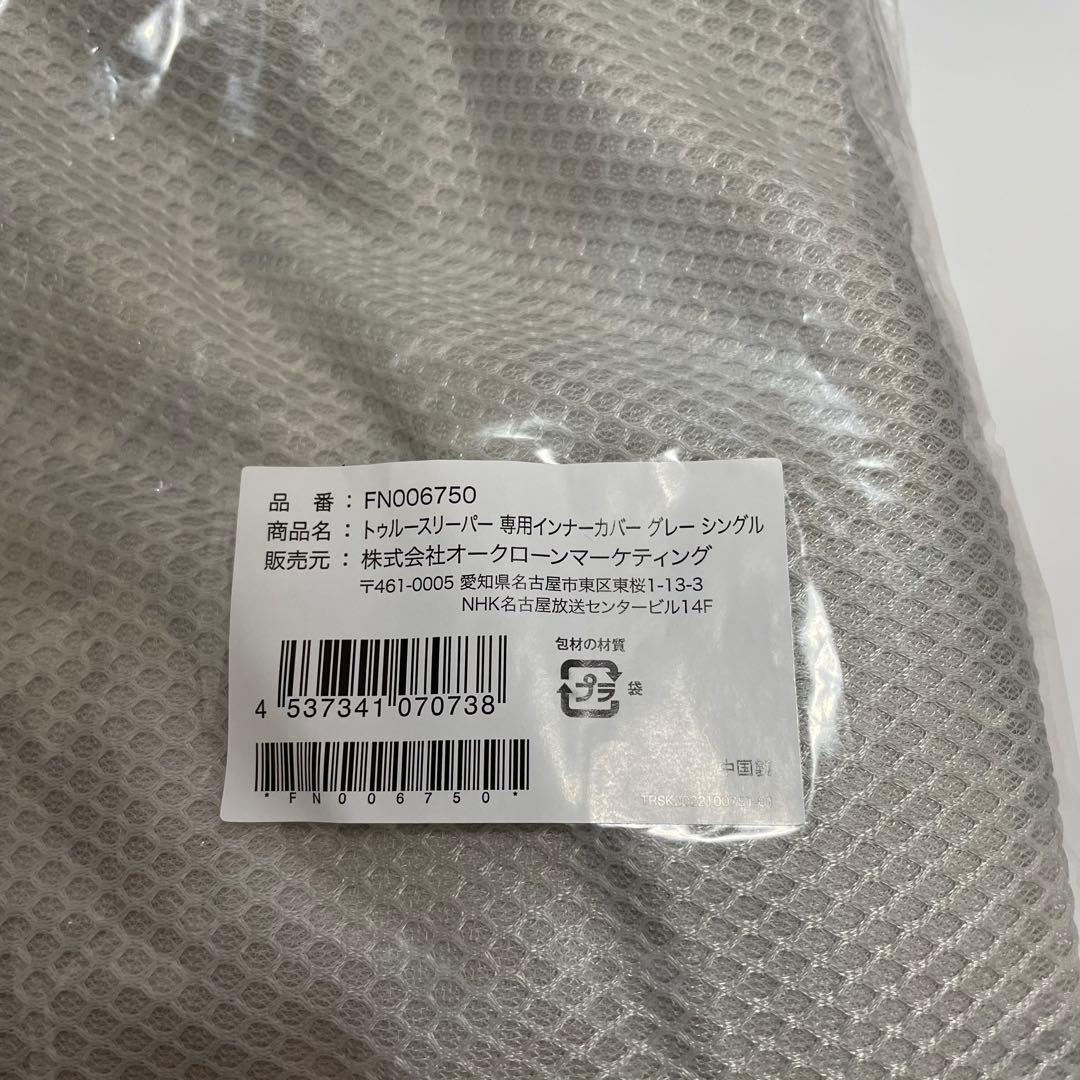 品 番 : FN006750
商品名 : トゥルースリーパー 専用インナーカバー グレー シングル
販売元 : 株式会社オークローンマーケティング
〒461-0005 愛知県名古屋市東区東桜1-13-3
NHK名古屋放送センタービル14F
包材の材質
プラ 袋
4 537341 070738
*FN006750*
中国製